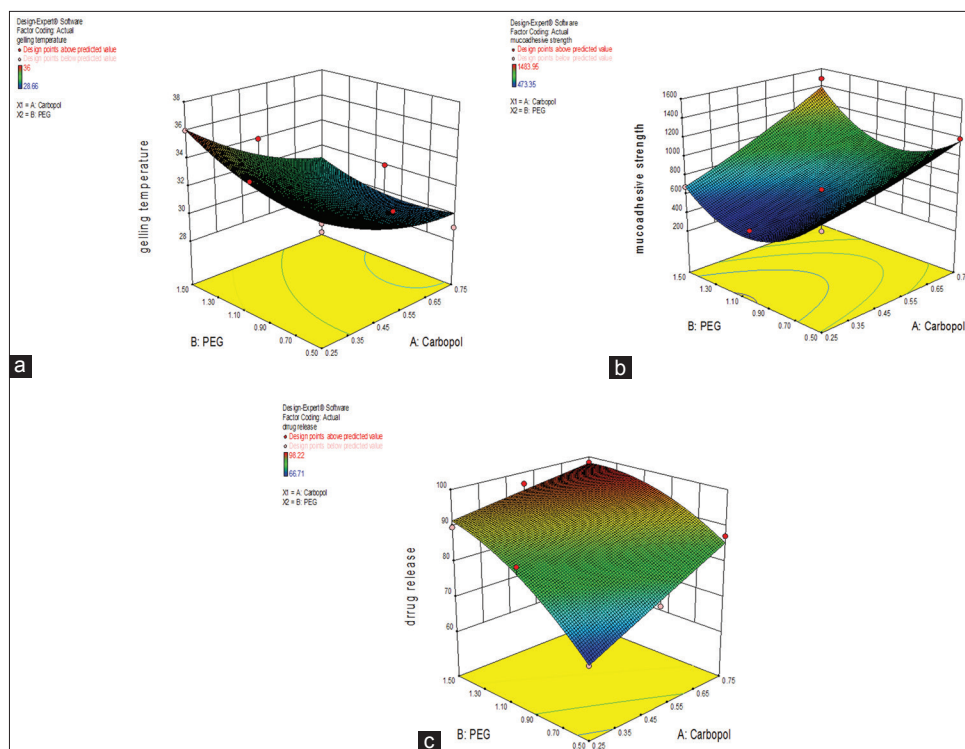 Design-Expert® Software
Factor Coding: Actual
gelling temperature
Design points above predicted value
Design points below predicted value
36
28.66
X1 = A: Carbopol
X2 = B: PEG
38
36
34
32
30
28
gelling temperature
1.50
1.30
1.10
0.90
0.70
0.50
B: PEG
0.25
0.35
0.45
0.55
0.65
0.75
A: Carbopol
a
Design-Expert® Software
Factor Coding: Actual
mucoadhesive strength
Design points above predicted value
Design points below predicted value
1483.95
473.35
X1 = A: Carbopol
X2 = B: PEG
1600
1400
1200
1000
800
600
400
200
mucoadhesive strength
1.50
1.30
1.10
0.90
0.70
0.50
B: PEG
0.25
0.35
0.45
0.55
0.65
0.7
A: Carbopol
b
Design-Expert® Software
Factor Coding: Actual
drrug release
Design points above predicted value
Design points below predicted value
98.22
66.71
X1 = A: Carbopol
X2 = B: PEG
100
90
80
70
60
drrug release
1.50
1.30
1.10
0.90
0.70
0.50
B: PEG
0.25
0.35
0.45
0.55
0.65
0.75
A: Carbopol
c